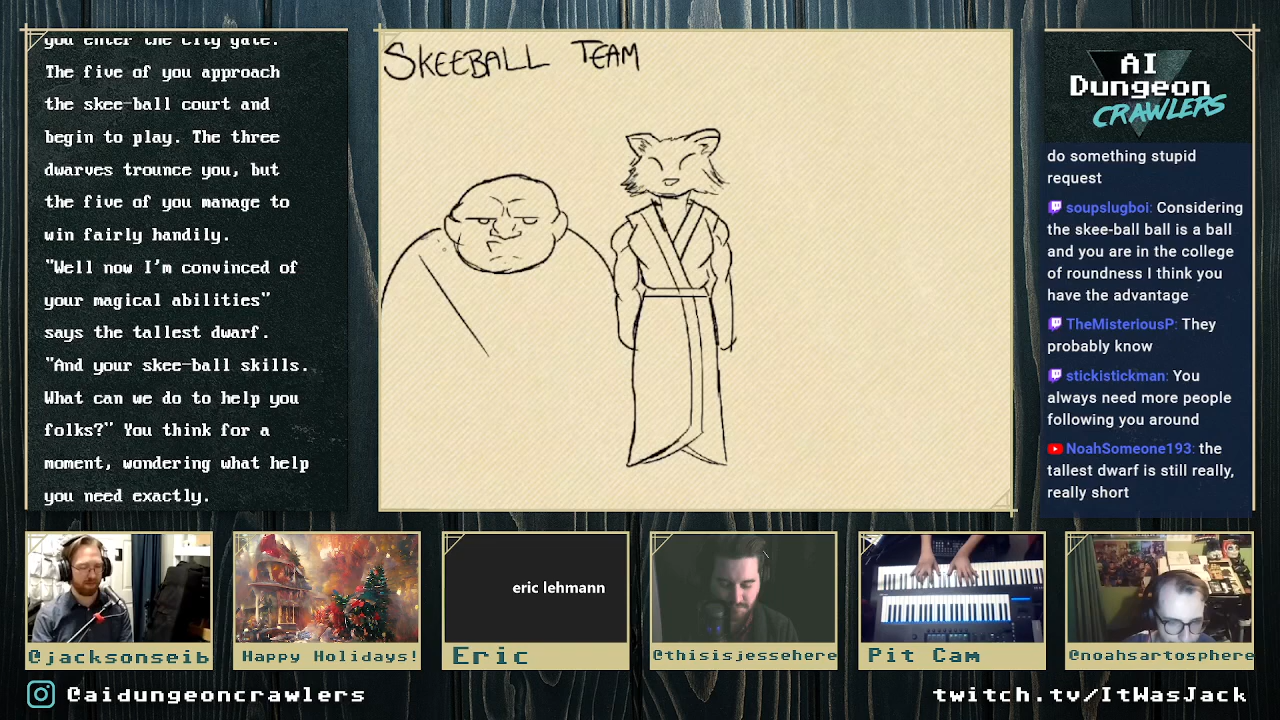 you enter the city gate.
The five of you approach
the skee-ball court and
begin to play. The three
dwarves trounce you, but
the five of you manage to
win fairly handily.
"Well now I'm convinced of
your magical abilities"
says the tallest dwarf.
"And your skee-ball skills.
What can we do to help you
folks?" You think for a
moment, wondering what help
you need exactly.
SKEEBALL TEAM
AI
Dungeon
CRAWLERS
do something stupid
request
soupslugboi: Considering
the skee-ball ball is a ball
and you are in the college
of roundness I think you
have the advantage
TheMisteriousP: They
probably know
stickistickman: You
always need more people
following you around
NoahSomeone193: the
tallest dwarf is still really,
really short
eric lehmann
@jacksonseib
Happy Holidays!
Eric
@thisisjessehere
Pit Cam
@noahsartosphere
@aidungeoncrawlers
twitch.tv/ItWasJack